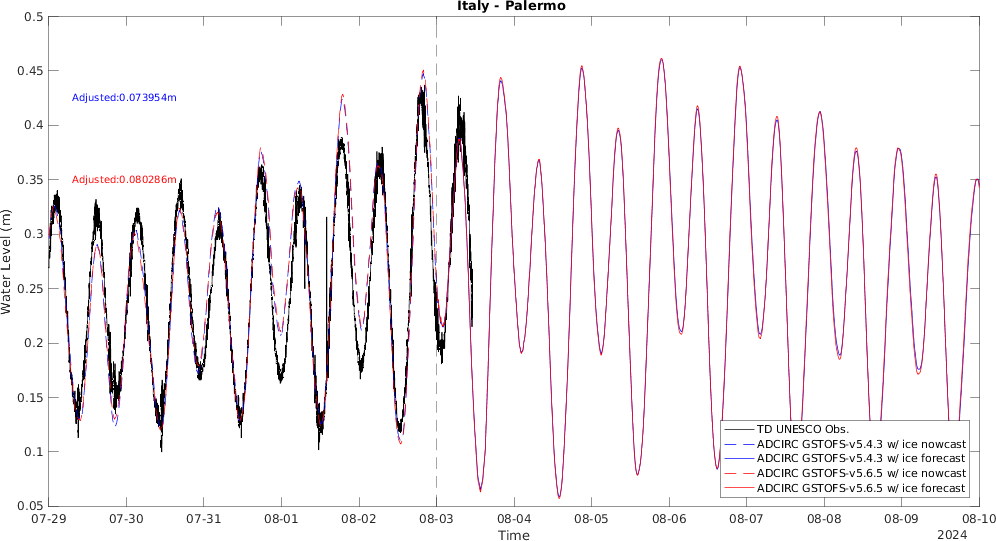 Italy - Palermo
0.5
0.45
0.4
0.35
0.3
0.25
0.2
0.15
0.1
0.05
Water Level (m)
Adjusted:0.073954m
Adjusted:0.080286m
TD UNESCO Obs.
ADCIRC GSTOFS-v5.4.3 w/ ice nowcast
ADCIRC GSTOFS-v5.4.3 w/ ice forecast
ADCIRC GSTOFS-v5.6.5 w/ ice nowcast
ADCIRC GSTOFS-v5.6.5 w/ ice forecast
07-29 07-30 07-31 08-01 08-02 08-03 08-04 08-05 08-06 08-07 08-08 08-09 08-10
Time
2024